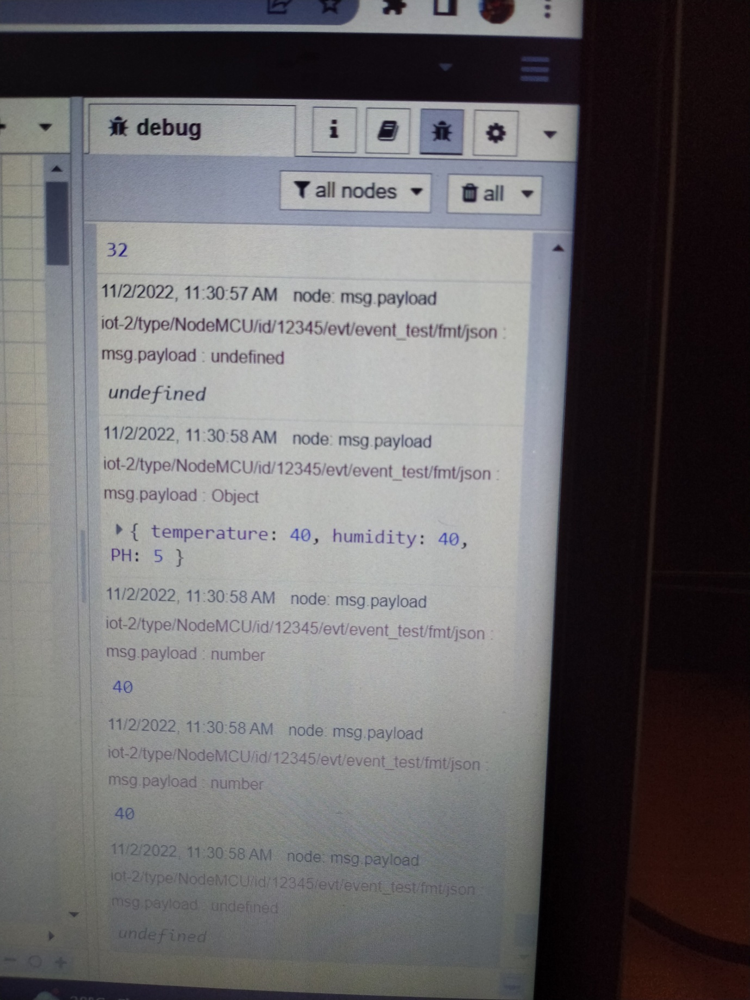 debug
all nodes
all
32
11/2/2022, 11:30:57 AM node: msg.payload
iot-2/type/NodeMCU/id/12345/evt/event_test/fmt/json :
msg.payload : undefined
undefined
11/2/2022, 11:30:58 AM node: msg.payload
iot-2/type/NodeMCU/id/12345/evt/event_test/fmt/json :
msg.payload : Object
{ temperature: 40, humidity: 40,
PH: 5 }
11/2/2022, 11:30:58 AM node: msg.payload
iot-2/type/NodeMCU/id/12345/evt/event_test/fmt/json :
msg.payload : number
40
11/2/2022, 11:30:58 AM node: msg.payload
iot-2/type/NodeMCU/id/12345/evt/event_test/fmt/json :
msg.payload : number
40
11/2/2022, 11:30:58 AM node: msg.payload
iot-2/type/NodeMCU/id/12345/evt/event_test/fmt/json :
msg.payload : undefined
undefined